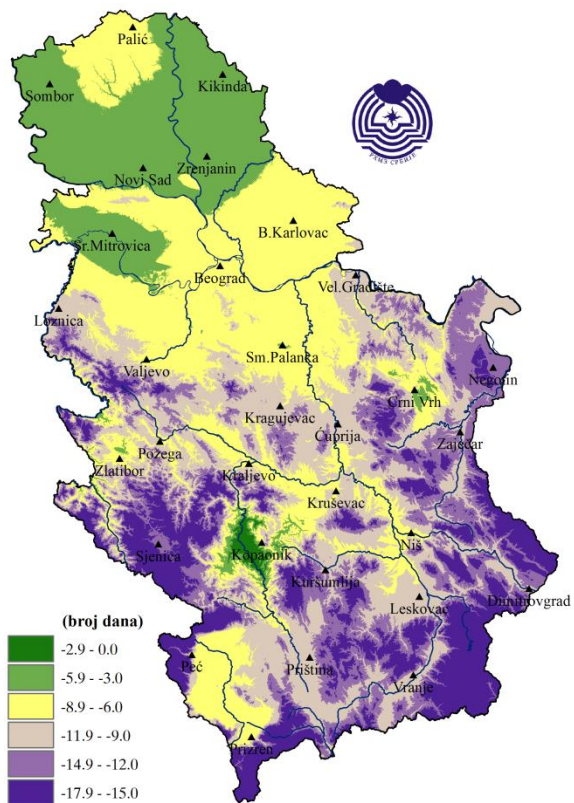 Palić
Sombor
Kikinda
Zrenjanin
Novi Sad
B.Karlovac
Sr.Mitrovica
Beograd
Vel.Gradište
Loznica
Sm.Palanka
Valjevo
Negotin
Crni Vrh
Kragujevac
Ćuprija
Zaječar
Požega
Zlatibor
Kraljevo
Kruševac
Niš
Sjenica
Kopaonik
Kuršumlija
Leskovac
Dimitrovgrad
Peć
Priština
Vranje
Prizren
(broj dana)
-2.9 - 0.0
-5.9 - -3.0
-8.9 - -6.0
-11.9 - -9.0
-14.9 - -12.0
-17.9 - -15.0